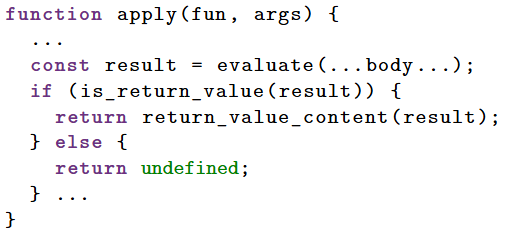 function apply(fun, args) {
  ...
  const result = evaluate(...body...);
  if (is_return_value(result)) {
    return return_value_content(result);
  } else {
    return undefined;
  } ...
}